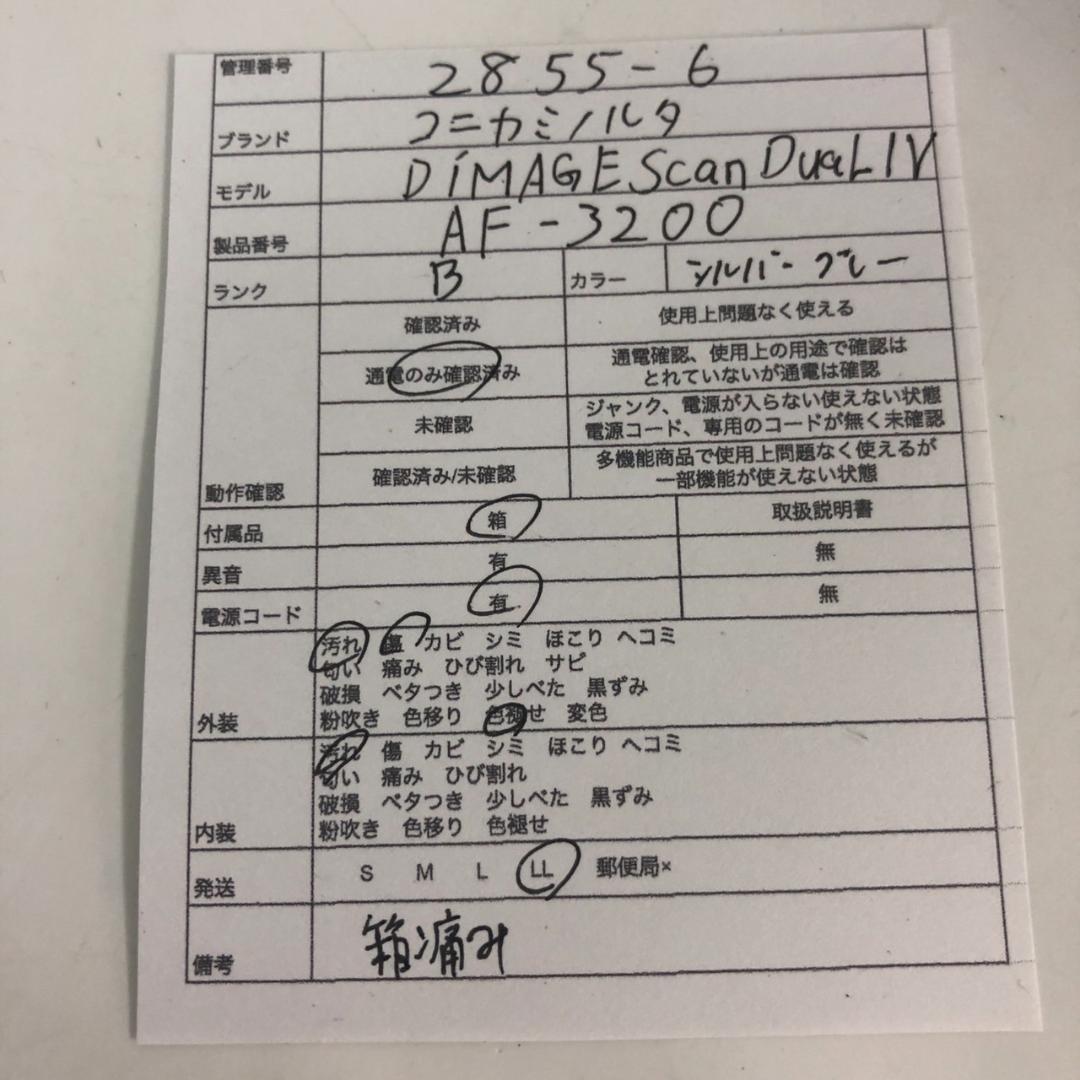 管理番号 2855-6
ブランド コニカミノルタ
モデル DiMAGE Scan Dual IV
製品番号 AF-3200
ランク B カラー シルバーグレー
動作確認
確認済み 使用上問題なく使える
通電のみ確認済み 通電確認、使用上の用途で確認は
とれていないが通電は確認
未確認 ジャンク、電源が入らない使えない状態
電源コード、専用のコードが無く未確認
確認済み/未確認 多機能商品で使用上問題なく使えるが
一部機能が使えない状態
付属品 箱 取扱説明書
異音 有 無
電源コード 有 無
外装
汚れ 傷 カビ シミ ほこり ヘコミ
匂い 痛み ひび割れ サビ
破損 ベタつき 少しべた 黒ずみ
粉吹き 色移り 色褪せ 変色
内装
汚れ 傷 カビ シミ ほこり ヘコミ
匂い 痛み ひび割れ
破損 ベタつき 少しべた 黒ずみ
粉吹き 色移り 色褪せ
発送 S M L LL 郵便局×
備考 箱痛み